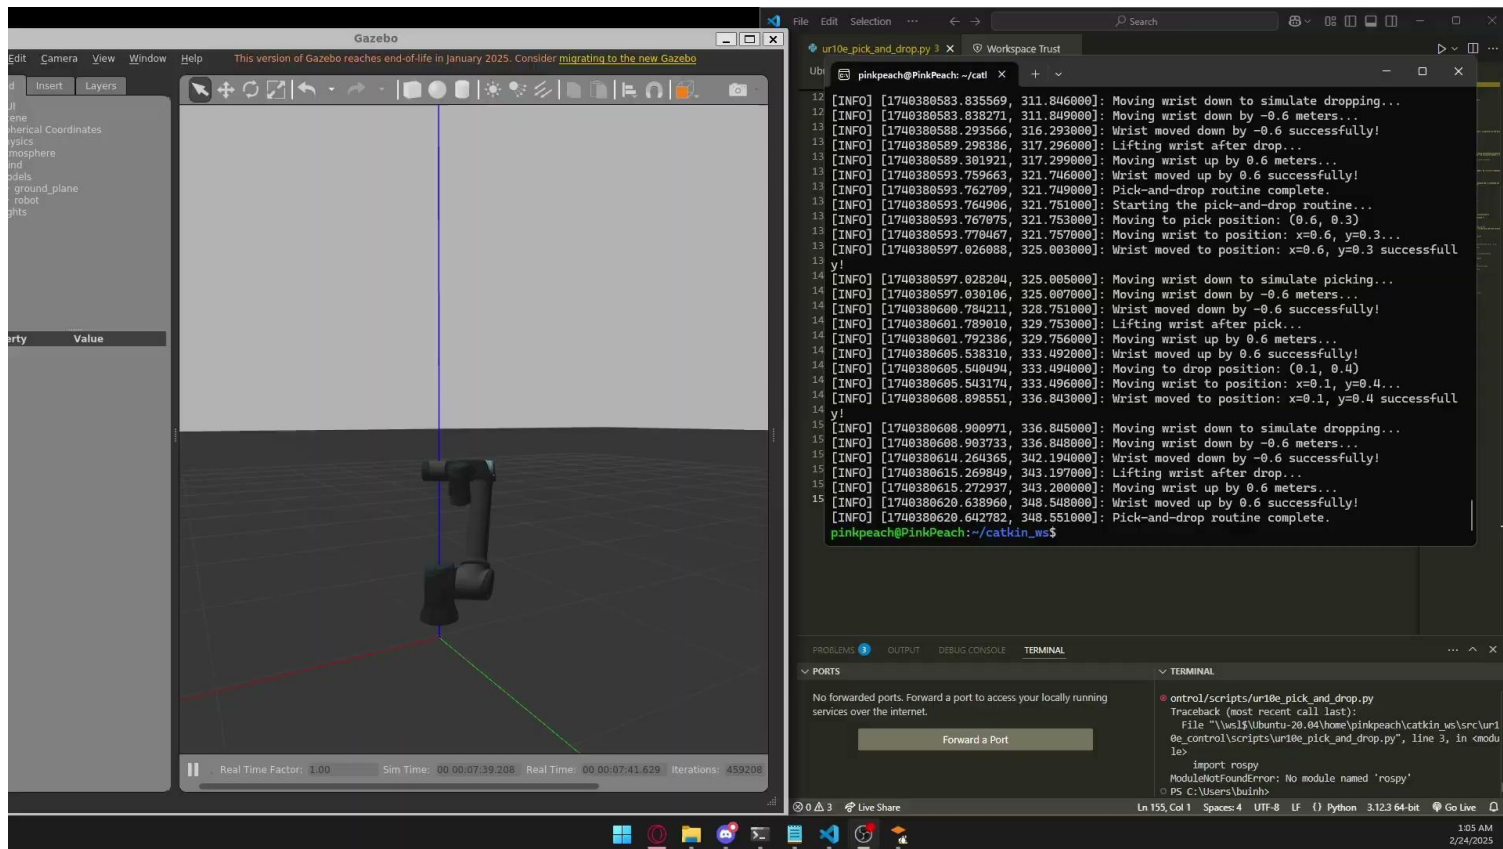 Gazebo
Edit Camera View Window Help
This version of Gazebo reaches end-of-life in January 2025. Consider migrating to the new Gazebo
Insert Layers
ground_plane
robot
Value
Real Time Factor: 1.00 Sim Time: 00 00:07:39.208 Real Time: 00 00:07:41.629 Iterations: 459208
File Edit Selection ··· Search
ur10e_pick_and_drop.py 3 Workspace Trust
pinkpeach@PinkPeach: ~/catl
[INFO] [1740380583.835569, 311.846000]: Moving wrist down to simulate dropping...
[INFO] [1740380583.838271, 311.849000]: Moving wrist down by -0.6 meters...
[INFO] [1740380588.293566, 316.293000]: Wrist moved down by -0.6 successfully!
[INFO] [1740380589.298386, 317.296000]: Lifting wrist after drop...
[INFO] [1740380589.301921, 317.299000]: Moving wrist up by 0.6 meters...
[INFO] [1740380593.759663, 321.746000]: Wrist moved up by 0.6 successfully!
[INFO] [1740380593.762709, 321.749000]: Pick-and-drop routine complete.
[INFO] [1740380593.764906, 321.751000]: Starting the pick-and-drop routine...
[INFO] [1740380593.767075, 321.753000]: Moving to pick position: (0.6, 0.3)
[INFO] [1740380593.770467, 321.757000]: Moving wrist to position: x=0.6, y=0.3...
[INFO] [1740380597.026088, 325.003000]: Wrist moved to position: x=0.6, y=0.3 successfull
y!
[INFO] [1740380597.028204, 325.005000]: Moving wrist down to simulate picking...
[INFO] [1740380597.030106, 325.007000]: Moving wrist down by -0.6 meters...
[INFO] [1740380600.784211, 328.751000]: Wrist moved down by -0.6 successfully!
[INFO] [1740380601.789010, 329.753000]: Lifting wrist after pick...
[INFO] [1740380601.792386, 329.756000]: Moving wrist up by 0.6 meters...
[INFO] [1740380605.538310, 333.492000]: Wrist moved up by 0.6 successfully!
[INFO] [1740380605.540494, 333.494000]: Moving to drop position: (0.1, 0.4)
[INFO] [1740380605.543174, 333.496000]: Moving wrist to position: x=0.1, y=0.4...
[INFO] [1740380608.898551, 336.843000]: Wrist moved to position: x=0.1, y=0.4 successfull
y!
[INFO] [1740380608.900971, 336.845000]: Moving wrist down to simulate dropping...
[INFO] [1740380608.903733, 336.848000]: Moving wrist down by -0.6 meters...
[INFO] [1740380614.264365, 342.194000]: Wrist moved down by -0.6 successfully!
[INFO] [1740380615.269849, 343.197000]: Lifting wrist after drop...
[INFO] [1740380615.272937, 343.200000]: Moving wrist up by 0.6 meters...
[INFO] [1740380620.638960, 348.548000]: Wrist moved up by 0.6 successfully!
[INFO] [1740380620.642782, 348.551000]: Pick-and-drop routine complete.
pinkpeach@PinkPeach:~/catkin_ws$
PROBLEMS 3 OUTPUT DEBUG CONSOLE TERMINAL
PORTS
No forwarded ports. Forward a port to access your locally running
services over the internet.
Forward a Port
TERMINAL
ontrol/scripts/ur10e_pick_and_drop.py
Traceback (most recent call last):
File "\\wsl$\Ubuntu-20.04\home\pinkpeach\catkin_ws\src\ur1
0e_control\scripts\ur10e_pick_and_drop.py", line 3, in <modu
le>
import rospy
ModuleNotFoundError: No module named 'rospy'
PS C:\Users\buinh>
0 3 Live Share Ln 155, Col 1 Spaces: 4 UTF-8 LF {} Python 3.12.3 64-bit Go Live
1:05 AM
2/24/2025